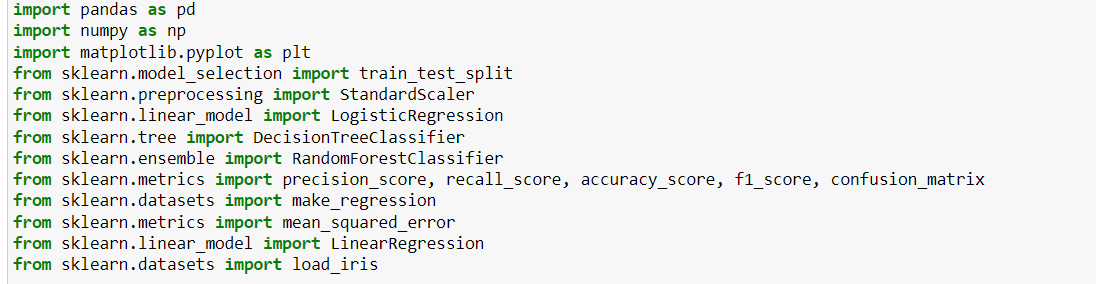 import pandas as pd
import numpy as np
import matplotlib.pyplot as plt
from sklearn.model_selection import train_test_split
from sklearn.preprocessing import StandardScaler
from sklearn.linear_model import LogisticRegression
from sklearn.tree import DecisionTreeClassifier
from sklearn.ensemble import RandomForestClassifier
from sklearn.metrics import precision_score, recall_score, accuracy_score, f1_score, confusion_matrix
from sklearn.datasets import make_regression
from sklearn.metrics import mean_squared_error
from sklearn.linear_model import LinearRegression
from sklearn.datasets import load_iris